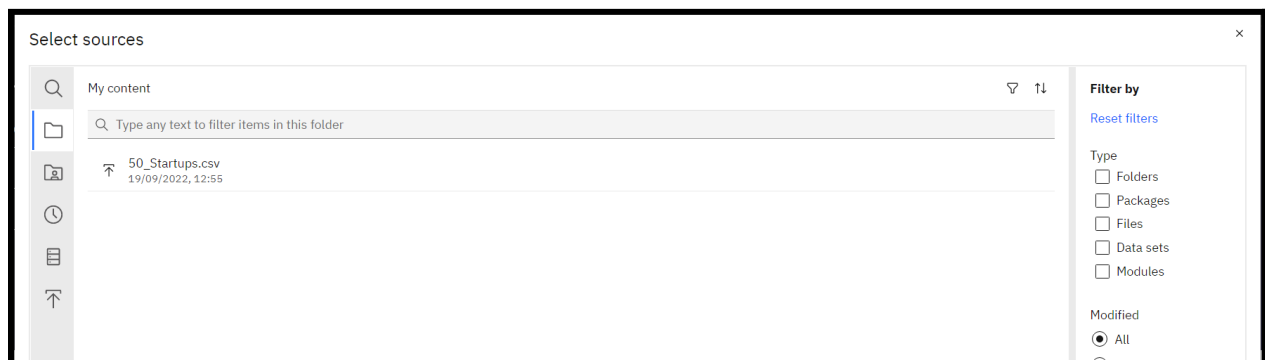 Select sources
My content
Type any text to filter items in this folder
50_Startups.csv
19/09/2022, 12:55
Filter by
Reset filters
Type
Folders
Packages
Files
Data sets
Modules
Modified
All